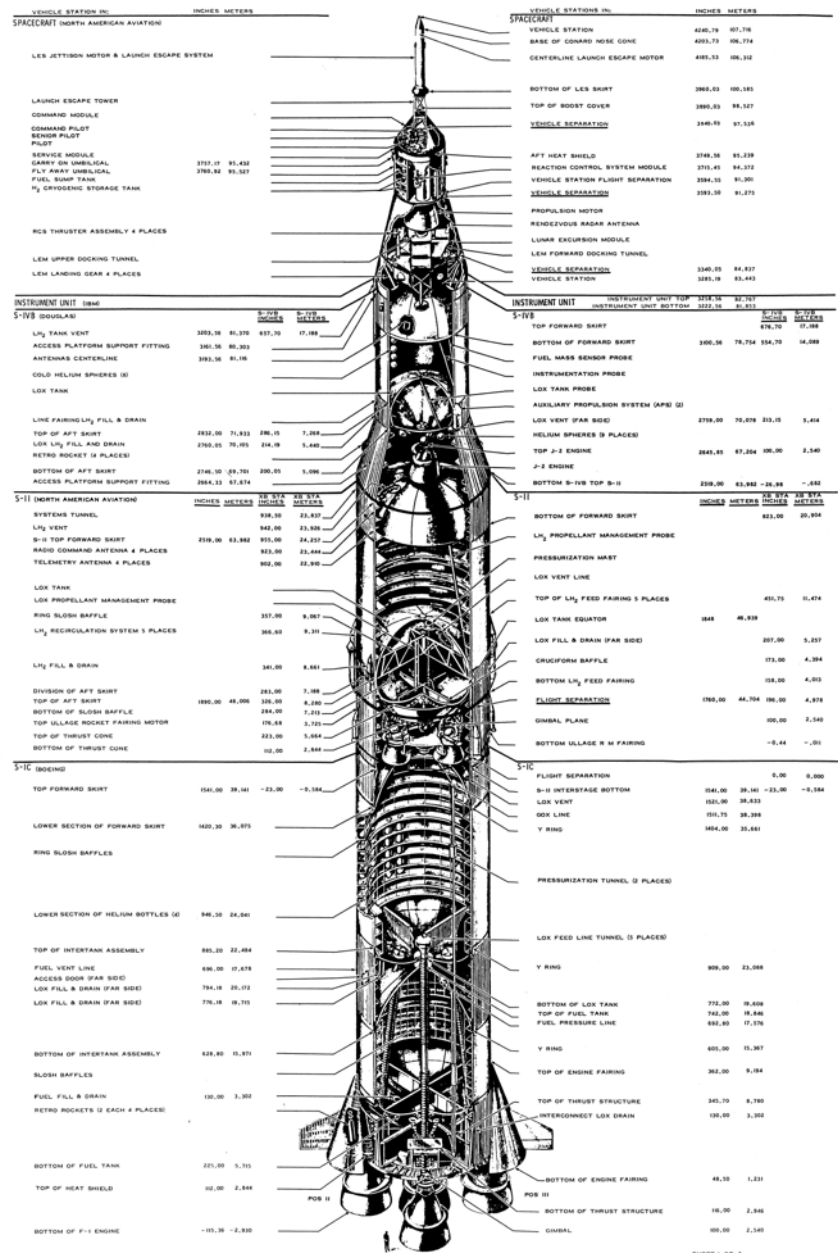 VEHICLE STATION IN: INCHES METERS
SPACECRAFT (NORTH AMERICAN AVIATION)
LES JETTISON MOTOR & LAUNCH ESCAPE SYSTEM
LAUNCH ESCAPE TOWER
COMMAND MODULE
COMMAND PILOT
SENIOR PILOT
PILOT
SERVICE MODULE
CARRY ON UMBILICAL 3757,17 95,432
FLY AWAY UMBILICAL 3760,92 95,527
FUEL SUMP TANK
H2 CRYOGENIC STORAGE TANK
RCS THRUSTER ASSEMBLY 4 PLACES
LEM UPPER DOCKING TUNNEL
LEM LANDING GEAR 4 PLACES
INSTRUMENT UNIT (IBM)
S-IVB (DOUGLAS) S-IVB INCHES S-IVB METERS
LH2 TANK VENT 3203,56 81,370 657,70 17,188
ACCESS PLATFORM SUPPORT FITTING 3161,56 80,303
ANTENNAS CENTERLINE 3193,56 81,116
COLD HELIUM SPHERES (8)
LOX TANK
LINE FAIRING LH2 FILL & DRAIN
TOP OF AFT SKIRT 2832,00 71,933 286,15 7,268
LOX LH2 FILL AND DRAIN 2760,05 70,105 214,19 5,440
RETRO ROCKET (4 PLACES)
BOTTOM OF AFT SKIRT 2746,50 69,701 200,05 5,096
ACCESS PLATFORM SUPPORT FITTING 2664,33 67,674
S-II (NORTH AMERICAN AVIATION) INCHES METERS XB STA INCHES XB STA METERS
SYSTEMS TUNNEL 938,50 23,837
LH2 VENT 942,00 23,926
S-II TOP FORWARD SKIRT 2519,00 63,982 955,00 24,257
RADIO COMMAND ANTENNA 4 PLACES 923,00 23,444
TELEMETRY ANTENNA 4 PLACES 902,00 22,910
LOX TANK
LOX PROPELLANT MANAGEMENT PROBE
RING SLOSH BAFFLE 357,00 9,067
LH2 RECIRCULATION SYSTEM 5 PLACES 366,60 9,311
LH2 FILL & DRAIN 341,00 8,661
DIVISION OF AFT SKIRT 283,00 7,188
TOP OF AFT SKIRT 1890,00 48,006 326,00 8,280
BOTTOM OF SLOSH BAFFLE 284,00 7,213
TOP ULLAGE ROCKET FAIRING MOTOR 176,68 3,725
TOP OF THRUST CONE 223,00 5,664
BOTTOM OF THRUST CONE 112,00 2,844
S-IC (BOEING)
TOP FORWARD SKIRT 1541,00 39,141 -23,00 -0,584
LOWER SECTION OF FORWARD SKIRT 1420,30 36,075
RING SLOSH BAFFLES
LOWER SECTION OF HELIUM BOTTLES (4) 946,50 24,041
TOP OF INTERTANK ASSEMBLY 885,20 22,484
FUEL VENT LINE 696,00 17,678
ACCESS DOOR (FAR SIDE)
LOX FILL & DRAIN (FAR SIDE) 794,18 20,172
LOX FILL & DRAIN (FAR SIDE) 776,18 19,715
BOTTOM OF INTERTANK ASSEMBLY 628,80 15,971
SLOSH BAFFLES
FUEL FILL & DRAIN 130,00 3,302
RETRO ROCKETS (2 EACH 4 PLACES)
BOTTOM OF FUEL TANK 225,00 5,715
TOP OF HEAT SHIELD 112,00 2,844
BOTTOM OF F-1 ENGINE -115,36 -2,930
POS II
VEHICLE STATIONS IN: INCHES METERS
SPACECRAFT
VEHICLE STATION 4240,79 107,716
BASE OF CONARD NOSE CONE 4203,73 106,774
CENTERLINE LAUNCH ESCAPE MOTOR 4185,53 106,312
BOTTOM OF LES SKIRT 3960,03 100,585
TOP OF BOOST COVER 3890,03 98,527
VEHICLE SEPARATION 3840,03 97,536
AFT HEAT SHIELD 3749,56 95,239
REACTION CONTROL SYSTEM MODULE 3715,45 94,372
VEHICLE STATION FLIGHT SEPARATION 3594,55 91,301
VEHICLE SEPARATION 3593,50 91,275
PROPULSION MOTOR
RENDEZVOUS RADAR ANTENNA
LUNAR EXCURSION MODULE
LEM FORWARD DOCKING TUNNEL
VEHICLE SEPARATION 3340,05 84,837
VEHICLE STATION 3285,19 83,443
INSTRUMENT UNIT INSTRUMENT UNIT TOP 3258,56 82,767
INSTRUMENT UNIT BOTTOM 3222,56 81,853
S-IVB S-IVB INCHES S-IVB METERS
TOP FORWARD SKIRT 676,70 17,188
BOTTOM OF FORWARD SKIRT 3100,56 78,754 554,70 14,089
FUEL MASS SENSOR PROBE
INSTRUMENTATION PROBE
LOX TANK PROBE
AUXILIARY PROPULSION SYSTEM (APS) (2)
LOX VENT (FAR SIDE) 2759,00 70,078 213,15 5,414
HELIUM SPHERES (9 PLACES)
TOP J-2 ENGINE 2645,85 67,204 100,00 2,540
J-2 ENGINE
BOTTOM S-IVB TOP S-II 2519,00 63,982 -26,98 -,662
S-II INCHES METERS XB STA INCHES XB STA METERS
BOTTOM OF FORWARD SKIRT 823,00 20,904
LH2 PROPELLANT MANAGEMENT PROBE
PRESSURIZATION MAST
LOX VENT LINE
TOP OF LH2 FEED FAIRING 5 PLACES 451,75 11,474
LOX TANK EQUATOR 1848 46,939
LOX FILL & DRAIN (FAR SIDE) 207,00 5,257
CRUCIFORM BAFFLE 173,00 4,394
BOTTOM LH2 FEED FAIRING 158,00 4,013
FLIGHT SEPARATION 1760,00 44,704 196,00 4,978
GIMBAL PLANE 100,00 2,540
BOTTOM ULLAGE R M FAIRING -0,44 -,011
S-IC
FLIGHT SEPARATION 0,00 0,000
S-II INTERSTAGE BOTTOM 1541,00 39,141 -23,00 -0,584
LOX VENT 1521,00 38,633
GOX LINE 1511,75 38,398
Y RING 1404,00 35,661
PRESSURIZATION TUNNEL (2 PLACES)
LOX FEED LINE TUNNEL (5 PLACES)
Y RING 909,00 23,088
BOTTOM OF LOX TANK 772,00 19,608
TOP OF FUEL TANK 742,00 18,846
FUEL PRESSURE LINE 692,80 17,576
Y RING 605,00 15,367
TOP OF ENGINE FAIRING 362,00 9,194
TOP OF THRUST STRUCTURE 345,70 8,780
INTERCONNECT LOX DRAIN 130,00 3,302
BOTTOM OF ENGINE FAIRING 48,50 1,231
POS III
BOTTOM OF THRUST STRUCTURE 116,00 2,946
GIMBAL 100,00 2,540